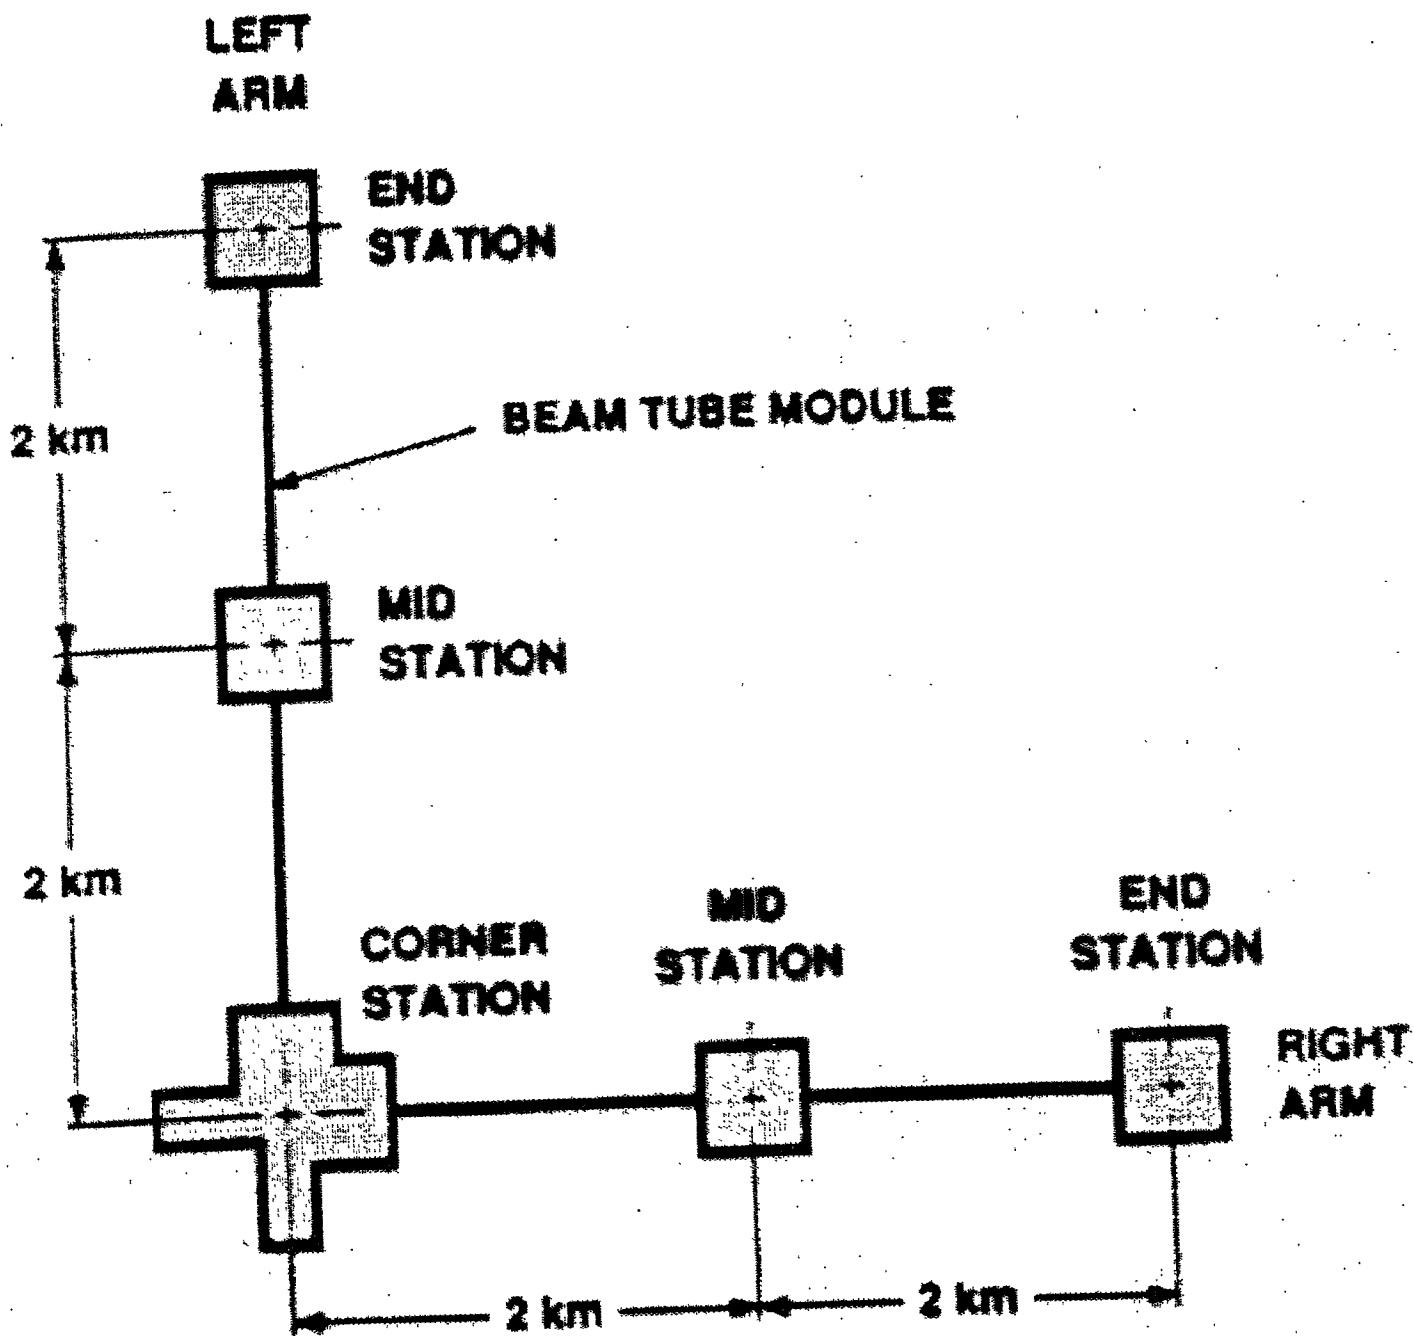 LEFT
ARM
END
STATION
BEAM TUBE MODULE
2 km
MID
STATION
2 km
CORNER
STATION
MID
STATION
END
STATION
RIGHT
ARM
2 km
2 km